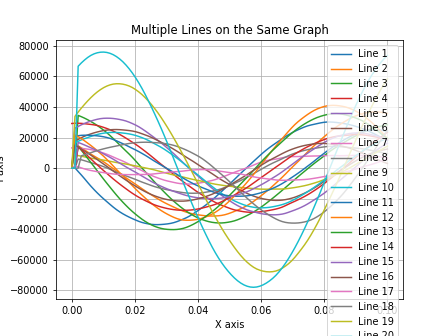 Multiple Lines on the Same Graph
80000
60000
40000
20000
0
−20000
−40000
−60000
−80000
0.00
0.02
0.04
0.06
0.08
X axis
Line 1
Line 2
Line 3
Line 4
Line 5
Line 6
Line 7
Line 8
Line 9
Line 10
Line 11
Line 12
Line 13
Line 14
Line 15
Line 16
Line 17
Line 18
Line 19
Line 20